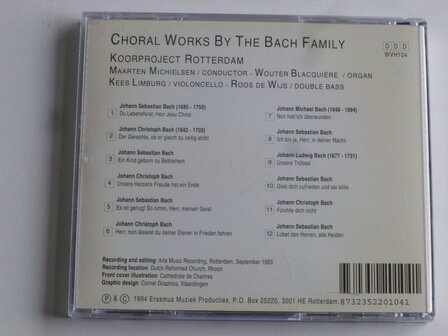 CHORAL WORKS BY THE BACH FAMILY
KOORPROJECT ROTTERDAM
MAARTEN MICHIELSEN / CONDUCTOR - WOUTER BLACQUIÈRE / ORGAN
KEES LIMBURG / VIOLONCELLO - ROOS DE WIJS / DOUBLE BASS
D D D
WVH104
Johann Sebastian Bach (1685 - 1750)
1 Du Lebensfürst, Herr Jesu Christ
Johann Christoph Bach (1642 - 1703)
2 Der Gerechte, ob er gleich zu zeitig stirbt
Johann Sebastian Bach
3 Ein Kind geborn zu Bethlehem
Johann Christoph Bach
4 Unsers Herzens Freude hat ein Ende
Johann Sebastian Bach
5 Es ist genug! So nimm, Herr, meinen Geist
Johann Christoph Bach
6 Herr, nun lässest du deiner Diener in Frieden fahren
Johann Michael Bach (1648 - 1694)
7 Nun hab'ich überwunden
Johann Sebastian Bach
8 Ich bin ja, Herr, in deiner Macht
Johann Ludwig Bach (1677 - 1731)
9 Unsere Trübsal
Johann Sebastian Bach
10 Gieb dich zufrieden und sei stille
Johann Christoph Bach
11 Fürchte dich nicht
Johann Sebastian Bach
12 Lobet den Herren, alle Heiden
Recording and editing: Arts Music Recording, Rotterdam, September 1993
Recording location: Dutch Reformed Church, Rhoon
Front cover illustration: Cathédrale de Chartres
Graphic design: Comel Graphics, Vlaardingen
℗ & © 1994 Erasmus Muziek Producties, P.O. Box 25220, 3001 HE Rotterdam.
8732352201041